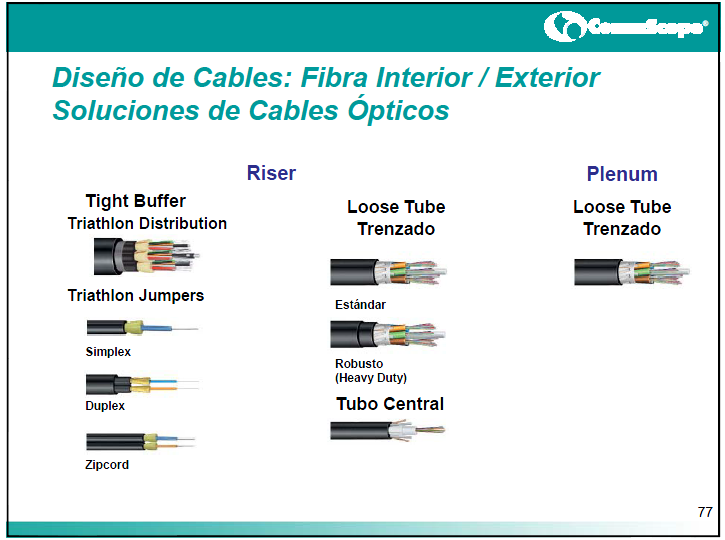 CommScope®
Diseño de Cables: Fibra Interior / Exterior
Soluciones de Cables Ópticos
Riser
Plenum
Tight Buffer
Triathlon Distribution
Triathlon Jumpers
Simplex
Duplex
Zipcord
Loose Tube
Trenzado
Estándar
Robusto
(Heavy Duty)
Tubo Central
Loose Tube
Trenzado
77